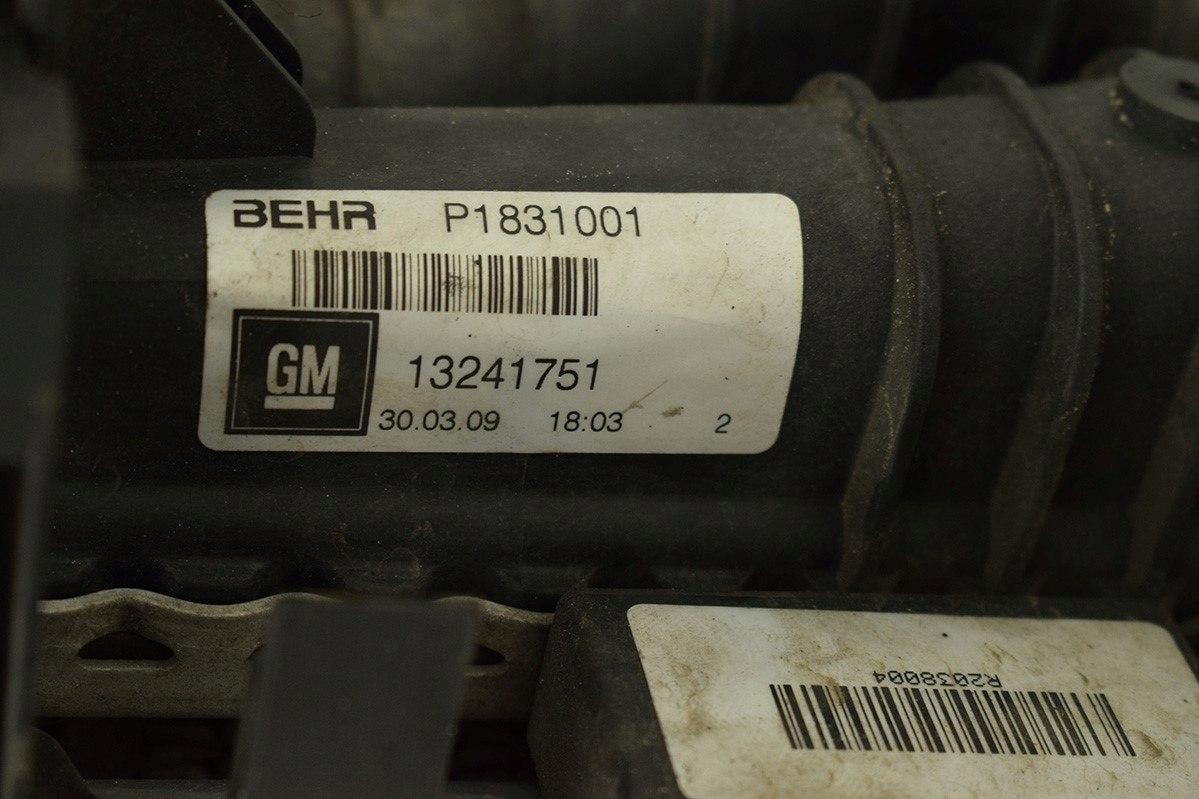 BEHR P1831001
GM 13241751
30.03.09 18:03 2
R2038004